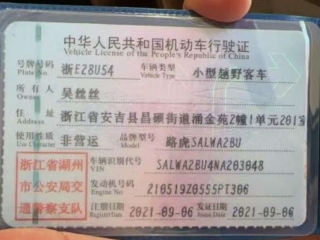 中华人民共和国机动车行驶证
Vehicle License of the People's Republic of China
号牌号码 浙E28U54 车辆类型 小型越野客车
Plate No. Vehicle Type
所有人 吴丝丝
Owner
住址 浙江省安吉县昌硕街道涌金苑2幢1单元201室
Address
使用性质 非营运 品牌型号 路虎SALWA2BU
Use Character Model
浙江省湖州 车辆识别代号 SALWA2BU4NA203048
VIN
市公安局交 发动机号码 210519Z0555PT306
Engine No.
通警察支队 注册日期 2021-09-06 发证日期 2021-09-06
Register Date Issue Date